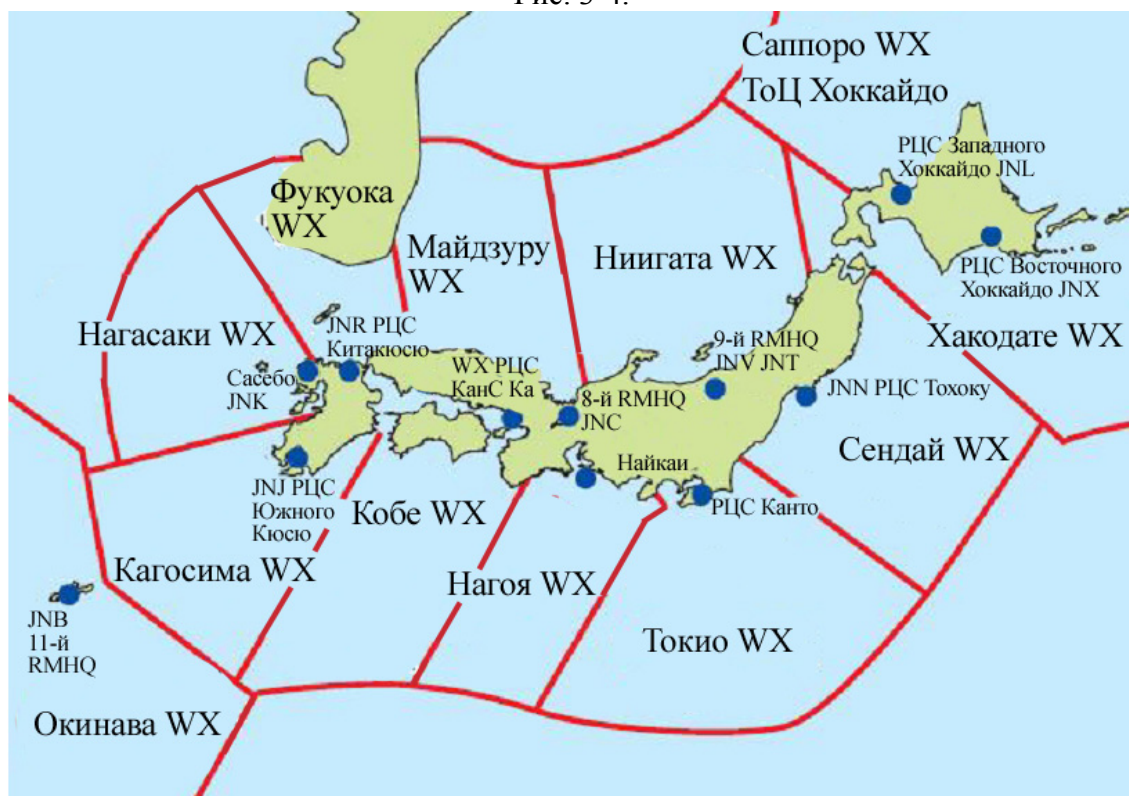 Рис. 3-4.
Саппоро WX
ТоЦ Хоккайдо
РЦС Западного
Хоккайдо JNL
Фукуока
WX
Майдзуру
WX
Ниигата WX
РЦС Восточного
Хоккайдо JNX
Нагасаки WX
JNR РЦС
Китакюсю
9-й RMHQ
JNV JNT
Хакодате WX
WX РЦС
КанС Ка
Сасебо
JNK
8-й RMHQ
JNC
JNN РЦС Тохоку
Сендай WX
Найкаи
JNJ РЦС
Южного
Кюсю
Кобе WX
РЦС Канто
Кагосима WX
Нагоя WX
JNB
11-й
RMHQ
Токио WX
Окинава WX